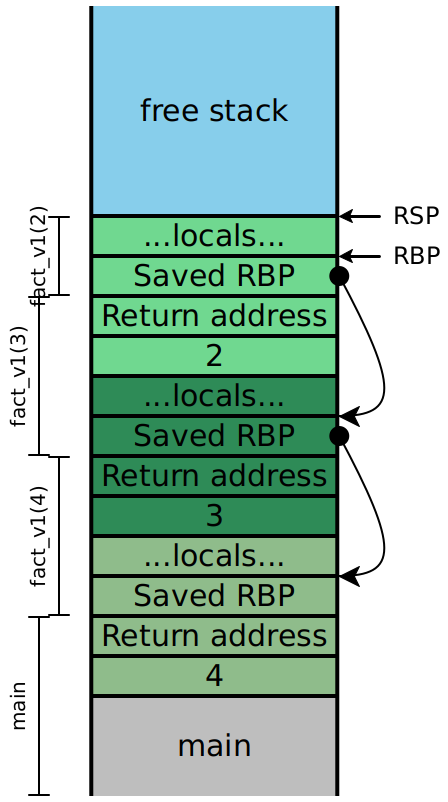 free stack
RSP
...locals...
RBP
Saved RBP
Return address
2
...locals...
Saved RBP
Return address
3
...locals...
Saved RBP
Return address
4
main
fact_v1(2)
fact_v1(3)
fact_v1(4)
main